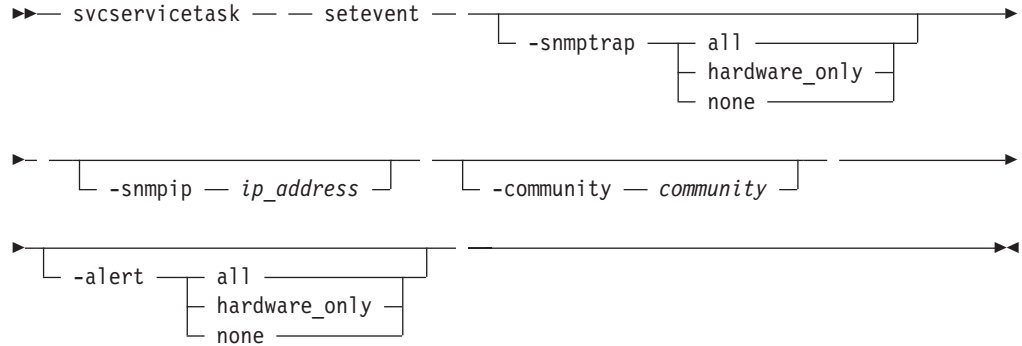 svcservicetask setevent
-snmptrap all
hardware_only
none
-snmpip ip_address -community community
-alert all
hardware_only
none